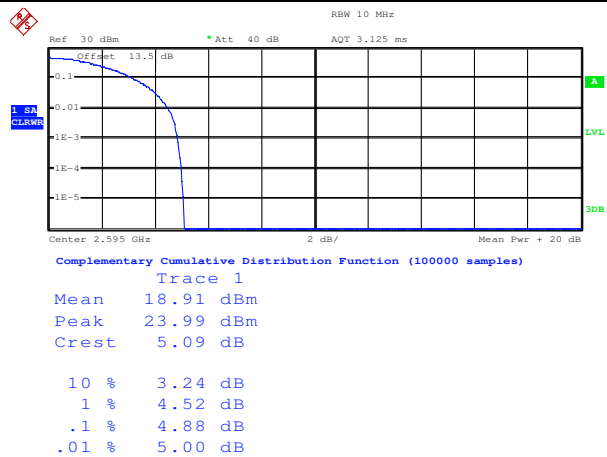 RBW 10 MHz
Ref 30 dBm * Att 40 dB AQT 3.125 ms
Offset 13.5 dB
0.1
A
1 SA
CLRWR
0.01
LVL
1E-3
1E-4
1E-5
3DB
Center 2.595 GHz 2 dB/ Mean Pwr + 20 dB
Complementary Cumulative Distribution Function (100000 samples)
Trace 1
Mean 18.91 dBm
Peak 23.99 dBm
Crest 5.09 dB
10 % 3.24 dB
1 % 4.52 dB
.1 % 4.88 dB
.01 % 5.00 dB